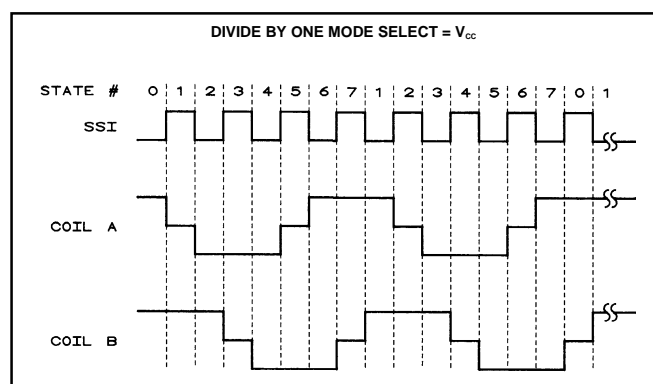 DIVIDE BY ONE MODE SELECT = Vcc
STATE # 0 1 2 3 4 5 6 7 1 2 3 4 5 6 7 0 1
SSI
COIL A
COIL B